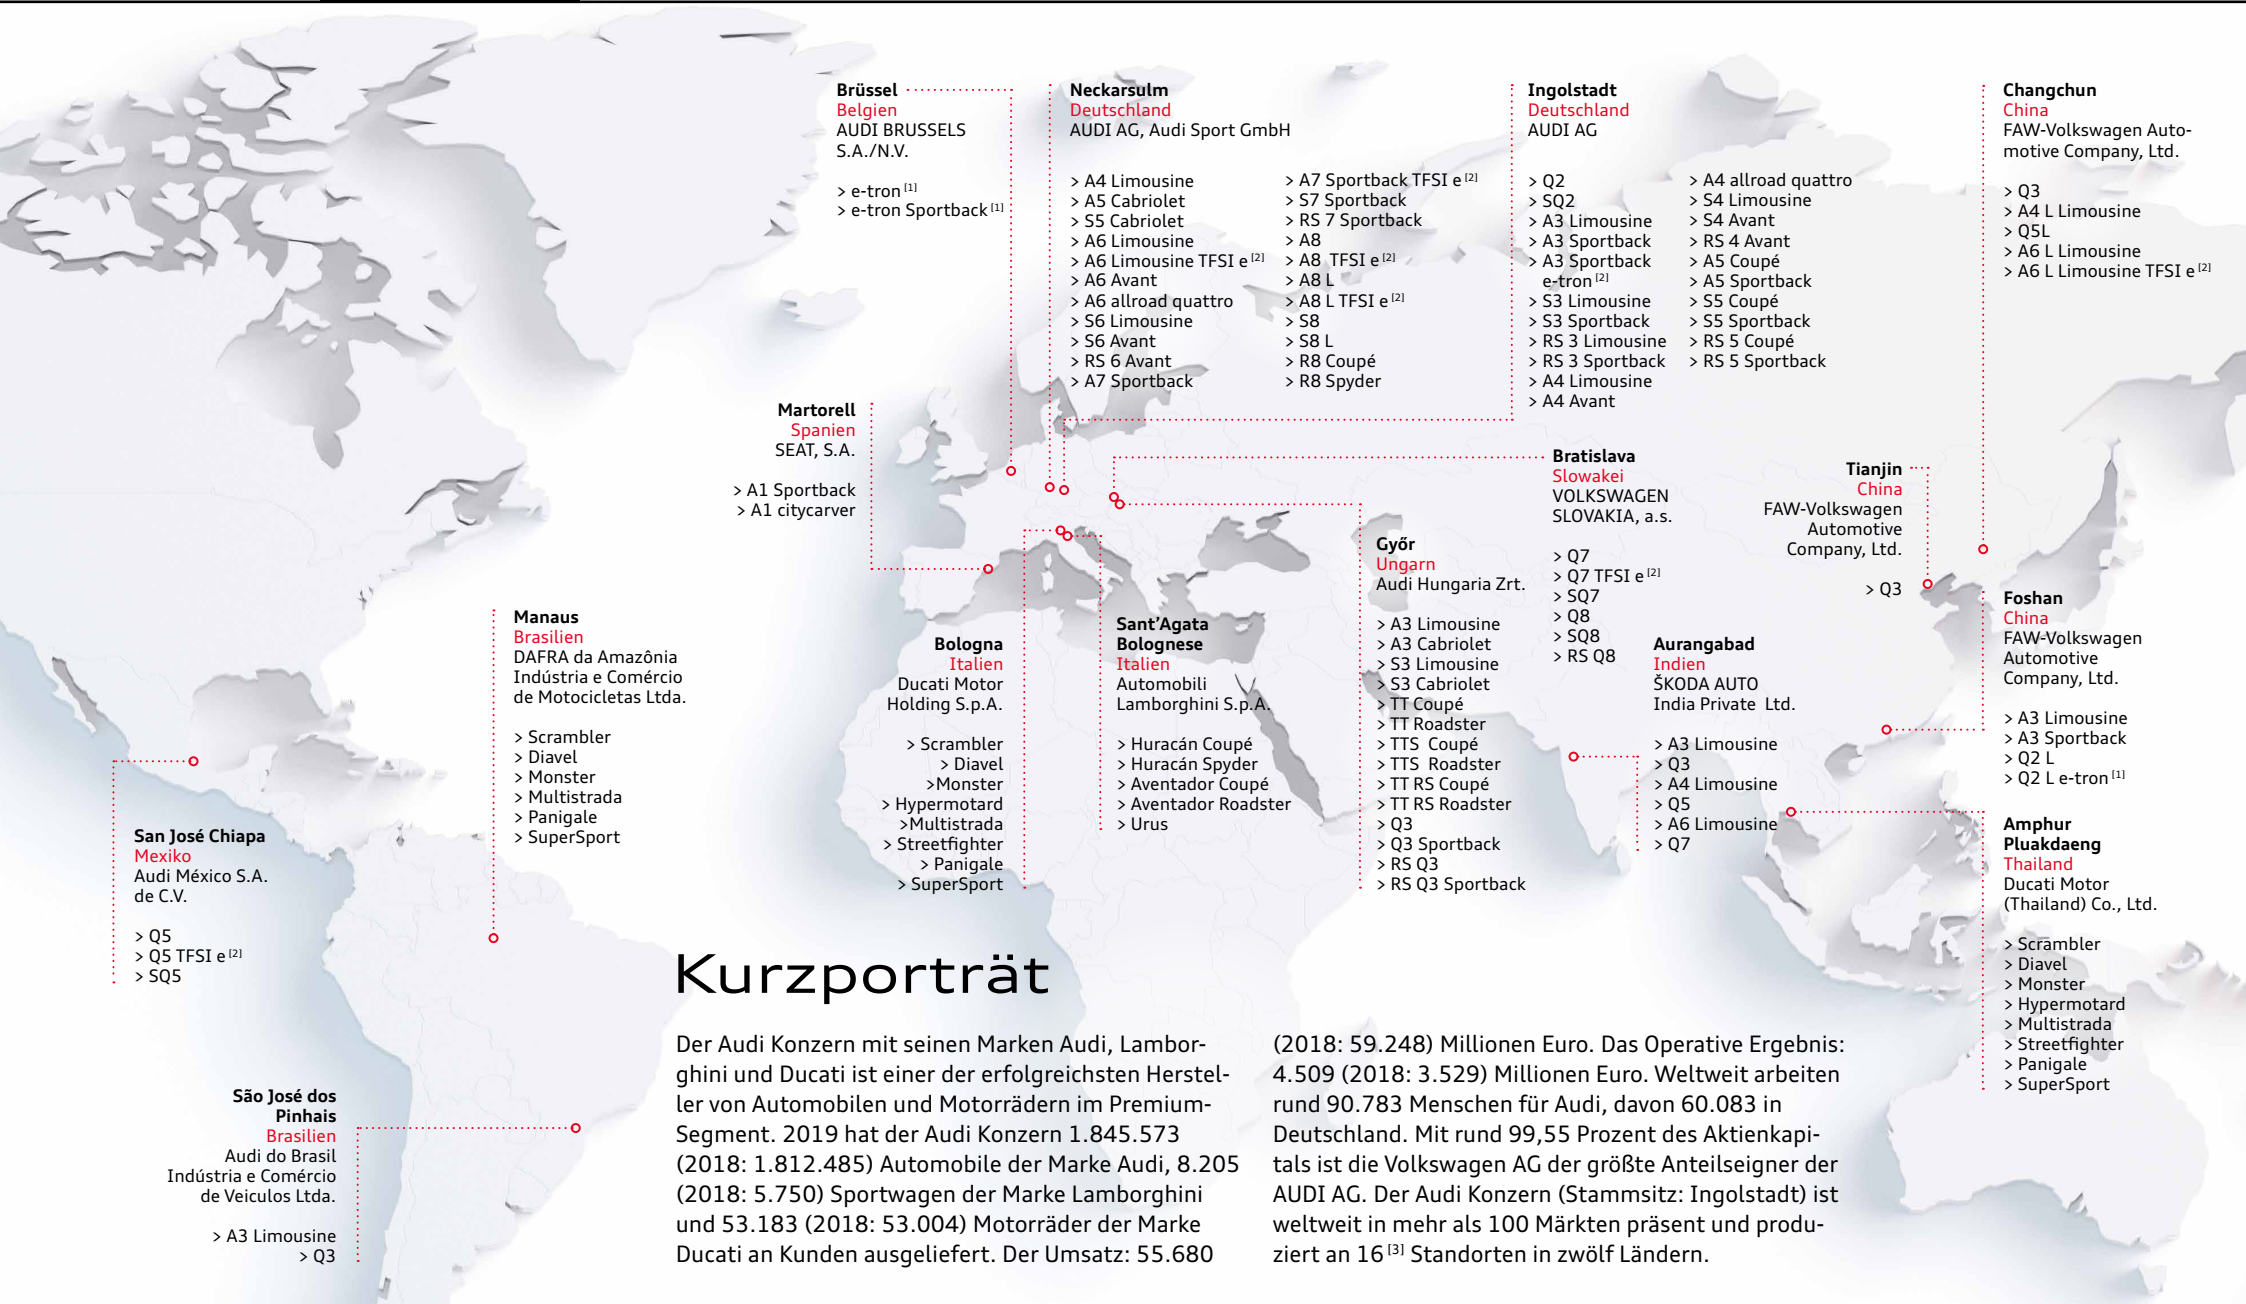 Brüssel
Belgien
AUDI BRUSSELS
S.A./N.V.
> e-tron [1]
> e-tron Sportback [1]
Neckarsulm
Deutschland
AUDI AG, Audi Sport GmbH
> A4 Limousine
> A5 Cabriolet
> S5 Cabriolet
> A6 Limousine
> A6 Limousine TFSI e [2]
> A6 Avant
> A6 allroad quattro
> S6 Limousine
> S6 Avant
> RS 6 Avant
> A7 Sportback
> A7 Sportback TFSI e [2]
> S7 Sportback
> RS 7 Sportback
> A8
> A8 TFSI e [2]
> A8 L
> A8 L TFSI e [2]
> S8
> S8 L
> R8 Coupé
> R8 Spyder
Ingolstadt
Deutschland
AUDI AG
> Q2
> SQ2
> A3 Limousine
> A3 Sportback
> A3 Sportback
e-tron [2]
> S3 Limousine
> S3 Sportback
> RS 3 Limousine
> RS 3 Sportback
> A4 Limousine
> A4 Avant
> A4 allroad quattro
> S4 Limousine
> S4 Avant
> RS 4 Avant
> A5 Coupé
> A5 Sportback
> S5 Coupé
> S5 Sportback
> RS 5 Coupé
> RS 5 Sportback
Changchun
China
FAW-Volkswagen Auto-
motive Company, Ltd.
> Q3
> A4 L Limousine
> Q5L
> A6 L Limousine
> A6 L Limousine TFSI e [2]
Martorell
Spanien
SEAT, S.A.
> A1 Sportback
> A1 citycarver
Bratislava
Slowakei
VOLKSWAGEN
SLOVAKIA, a.s.
> Q7
> Q7 TFSI e [2]
> SQ7
> Q8
> SQ8
> RS Q8
Tianjin
China
FAW-Volkswagen
Automotive
Company, Ltd.
> Q3
Győr
Ungarn
Audi Hungaria Zrt.
> A3 Limousine
> A3 Cabriolet
> S3 Limousine
> S3 Cabriolet
> TT Coupé
> TT Roadster
> TTS Coupé
> TTS Roadster
> TT RS Coupé
> TT RS Roadster
> Q3
> Q3 Sportback
> RS Q3
> RS Q3 Sportback
Foshan
China
FAW-Volkswagen
Automotive
Company, Ltd.
> A3 Limousine
> A3 Sportback
> Q2 L
> Q2 L e-tron [1]
Manaus
Brasilien
DAFRA da Amazônia
Indústria e Comércio
de Motocicletas Ltda.
> Scrambler
> Diavel
> Monster
> Multistrada
> Panigale
> SuperSport
Bologna
Italien
Ducati Motor
Holding S.p.A.
> Scrambler
> Diavel
>Monster
> Hypermotard
>Multistrada
> Streetfighter
> Panigale
> SuperSport
Sant’Agata
Bolognese
Italien
Automobili
Lamborghini S.p.A.
> Huracán Coupé
> Huracán Spyder
> Aventador Coupé
> Aventador Roadster
> Urus
Aurangabad
Indien
ŠKODA AUTO
India Private Ltd.
> A3 Limousine
> Q3
> A4 Limousine
> Q5
> A6 Limousine
> Q7
San José Chiapa
Mexiko
Audi México S.A.
de C.V.
> Q5
> Q5 TFSI e [2]
> SQ5
Amphur
Pluakdaeng
Thailand
Ducati Motor
(Thailand) Co., Ltd.
> Scrambler
> Diavel
> Monster
> Hypermotard
> Multistrada
> Streetfighter
> Panigale
> SuperSport
São José dos
Pinhais
Brasilien
Audi do Brasil
Indústria e Comércio
de Veiculos Ltda.
> A3 Limousine
> Q3
Kurzporträt
Der Audi Konzern mit seinen Marken Audi, Lambor-
ghini und Ducati ist einer der erfolgreichsten Herstel-
ler von Automobilen und Motorrädern im Premium-
Segment. 2019 hat der Audi Konzern 1.845.573
(2018: 1.812.485) Automobile der Marke Audi, 8.205
(2018: 5.750) Sportwagen der Marke Lamborghini
und 53.183 (2018: 53.004) Motorräder der Marke
Ducati an Kunden ausgeliefert. Der Umsatz: 55.680
(2018: 59.248) Millionen Euro. Das Operative Ergebnis:
4.509 (2018: 3.529) Millionen Euro. Weltweit arbeiten
rund 90.783 Menschen für Audi, davon 60.083 in
Deutschland. Mit rund 99,55 Prozent des Aktienkapi-
tals ist die Volkswagen AG der größte Anteilseigner der
AUDI AG. Der Audi Konzern (Stammsitz: Ingolstadt) ist
weltweit in mehr als 100 Märkten präsent und produ-
ziert an 16 [3] Standorten in zwölf Ländern.